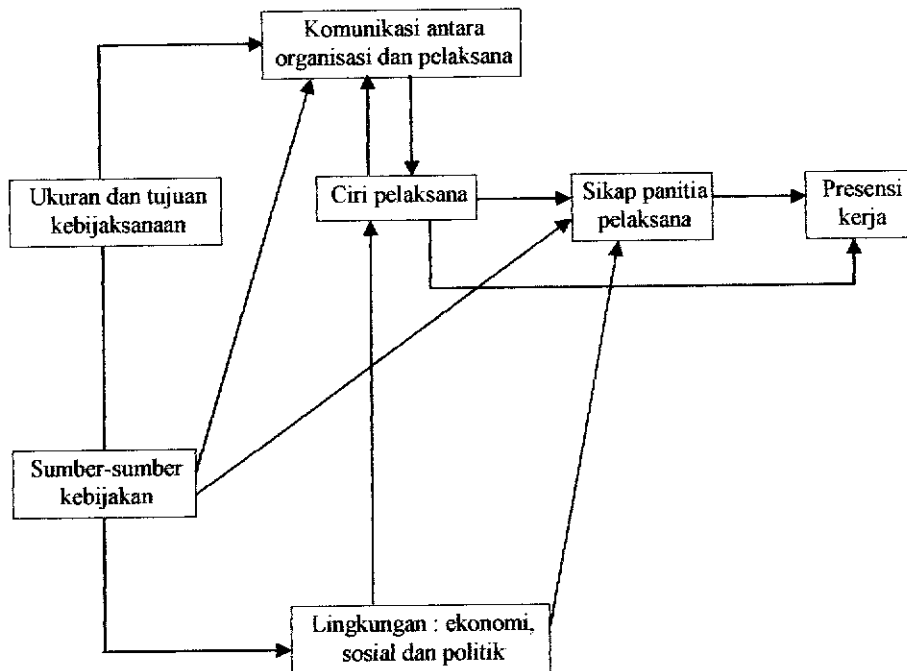 Komunikasi antara
organisasi dan pelaksana
Ukuran dan tujuan
kebijaksanaan
Ciri pelaksana
Sikap panitia
pelaksana
Presensi
kerja
Sumber-sumber
kebijakan
Lingkungan : ekonomi,
sosial dan politik